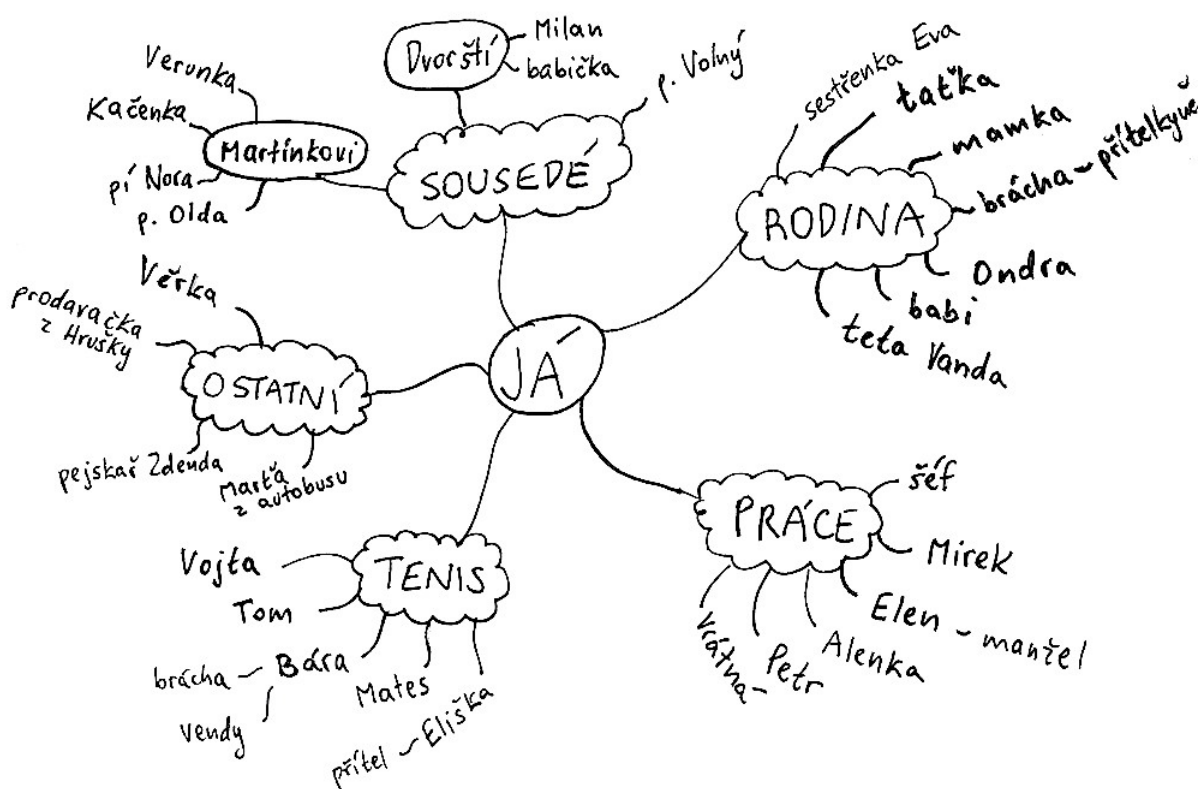 Verunka
Kačenka
Martínkovi
pí Nora
p. Olda
Dvorští
Milan
babička
p. Volný
SOUSEDÉ
sestřenka Eva
taťka
mamka
brácha - přítelkyně
RODINA
Ondra
babi
teta Vanda
Věrka
prodavačka
z Hrušky
OSTATNÍ
pejskař Zdenda
Marťa
z autobusu
JÁ
šéf
PRÁCE
Mirek
Elen - manžel
Alenka
Petr
vrátná
Vojta
TENIS
Tom
brácha - Bára
Vendy
Mates
přítel - Eliška